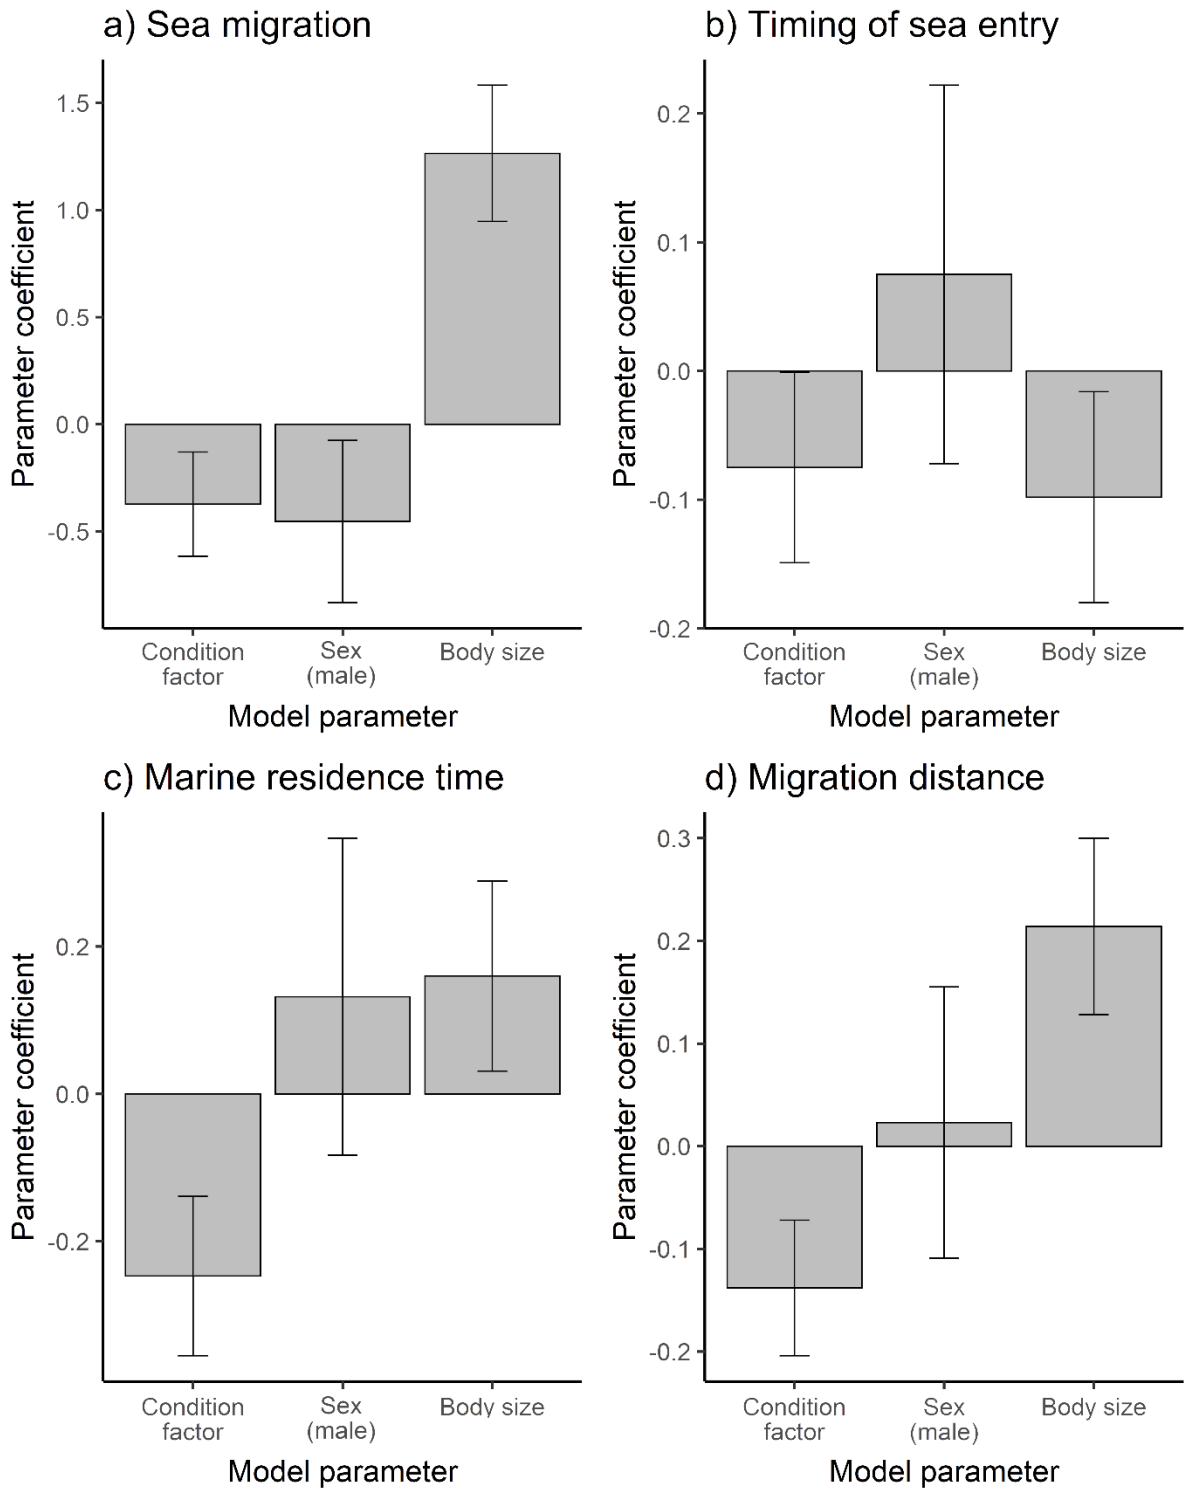 a) Sea migration
Parameter coefficient
1.5
1.0
0.5
0.0
-0.5
Condition
factor
Sex
(male)
Body size
Model parameter
b) Timing of sea entry
Parameter coefficient
0.2
0.1
0.0
-0.1
-0.2
Condition
factor
Sex
(male)
Body size
Model parameter
c) Marine residence time
Parameter coefficient
0.2
0.0
-0.2
Condition
factor
Sex
(male)
Body size
Model parameter
d) Migration distance
Parameter coefficient
0.3
0.2
0.1
0.0
-0.1
-0.2
Condition
factor
Sex
(male)
Body size
Model parameter